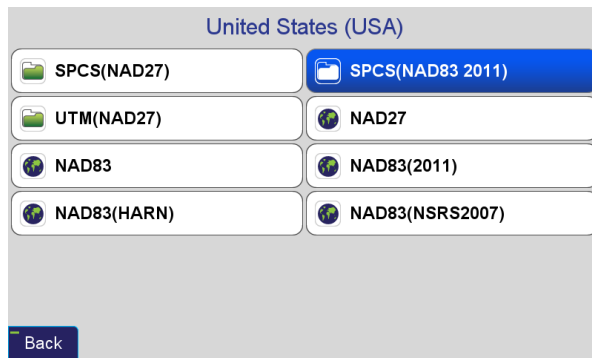 United States (USA)
SPCS(NAD27)
SPCS(NAD83 2011)
UTM(NAD27)
NAD27
NAD83
NAD83(2011)
NAD83(HARN)
NAD83(NSRS2007)
Back